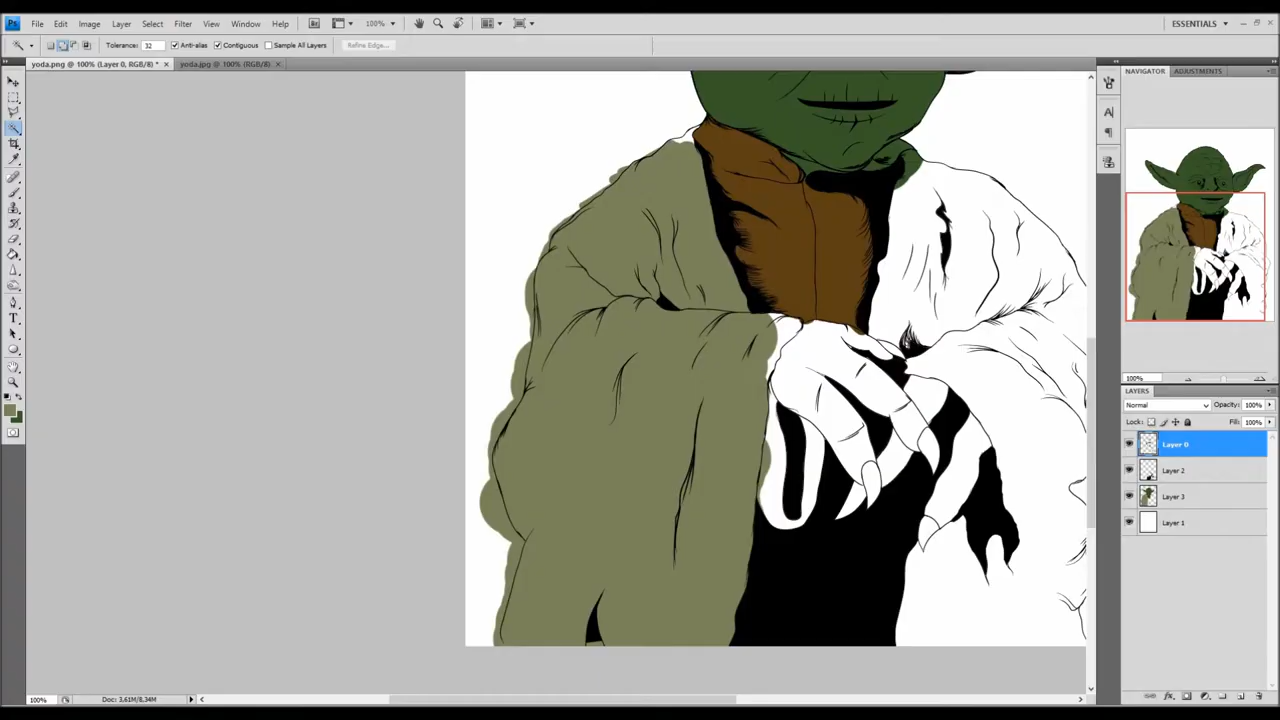 Ps File Edit Image Layer Select Filter View Window Help 100% ESSENTIALS
Tolerance: 32 Anti-alias Contiguous Sample All Layers Refine Edge...
yoda.png @ 100% (Layer 0, RGB/8) * × yoda.jpg @ 100% (RGB/8) ×
NAVIGATOR ADJUSTMENTS
100%
LAYERS
Normal Opacity: 100%
Lock: Fill: 100%
Layer 0
Layer 2
Layer 3
Layer 1
100% Doc: 3,61M/8,34M